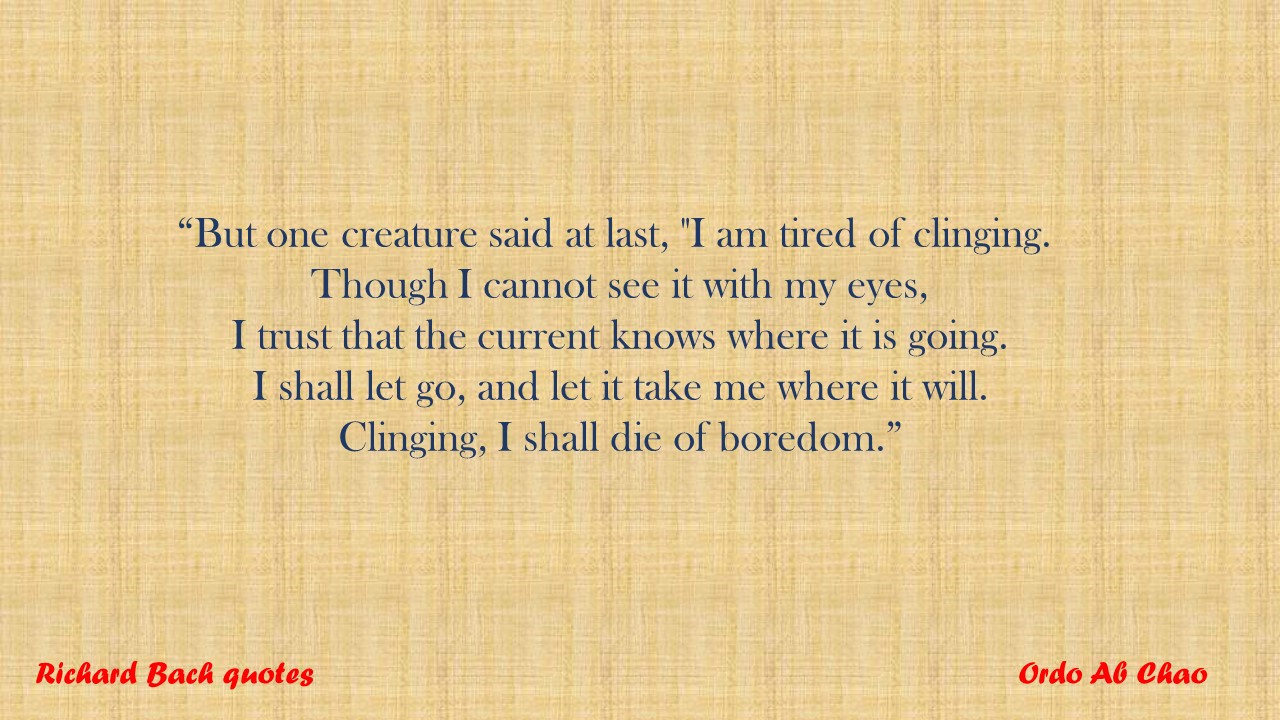 “But one creature said at last, "I am tired of clinging.
Though I cannot see it with my eyes,
I trust that the current knows where it is going.
I shall let go, and let it take me where it will.
Clinging, I shall die of boredom.”
Richard Bach quotes
Ordo Ab Chao